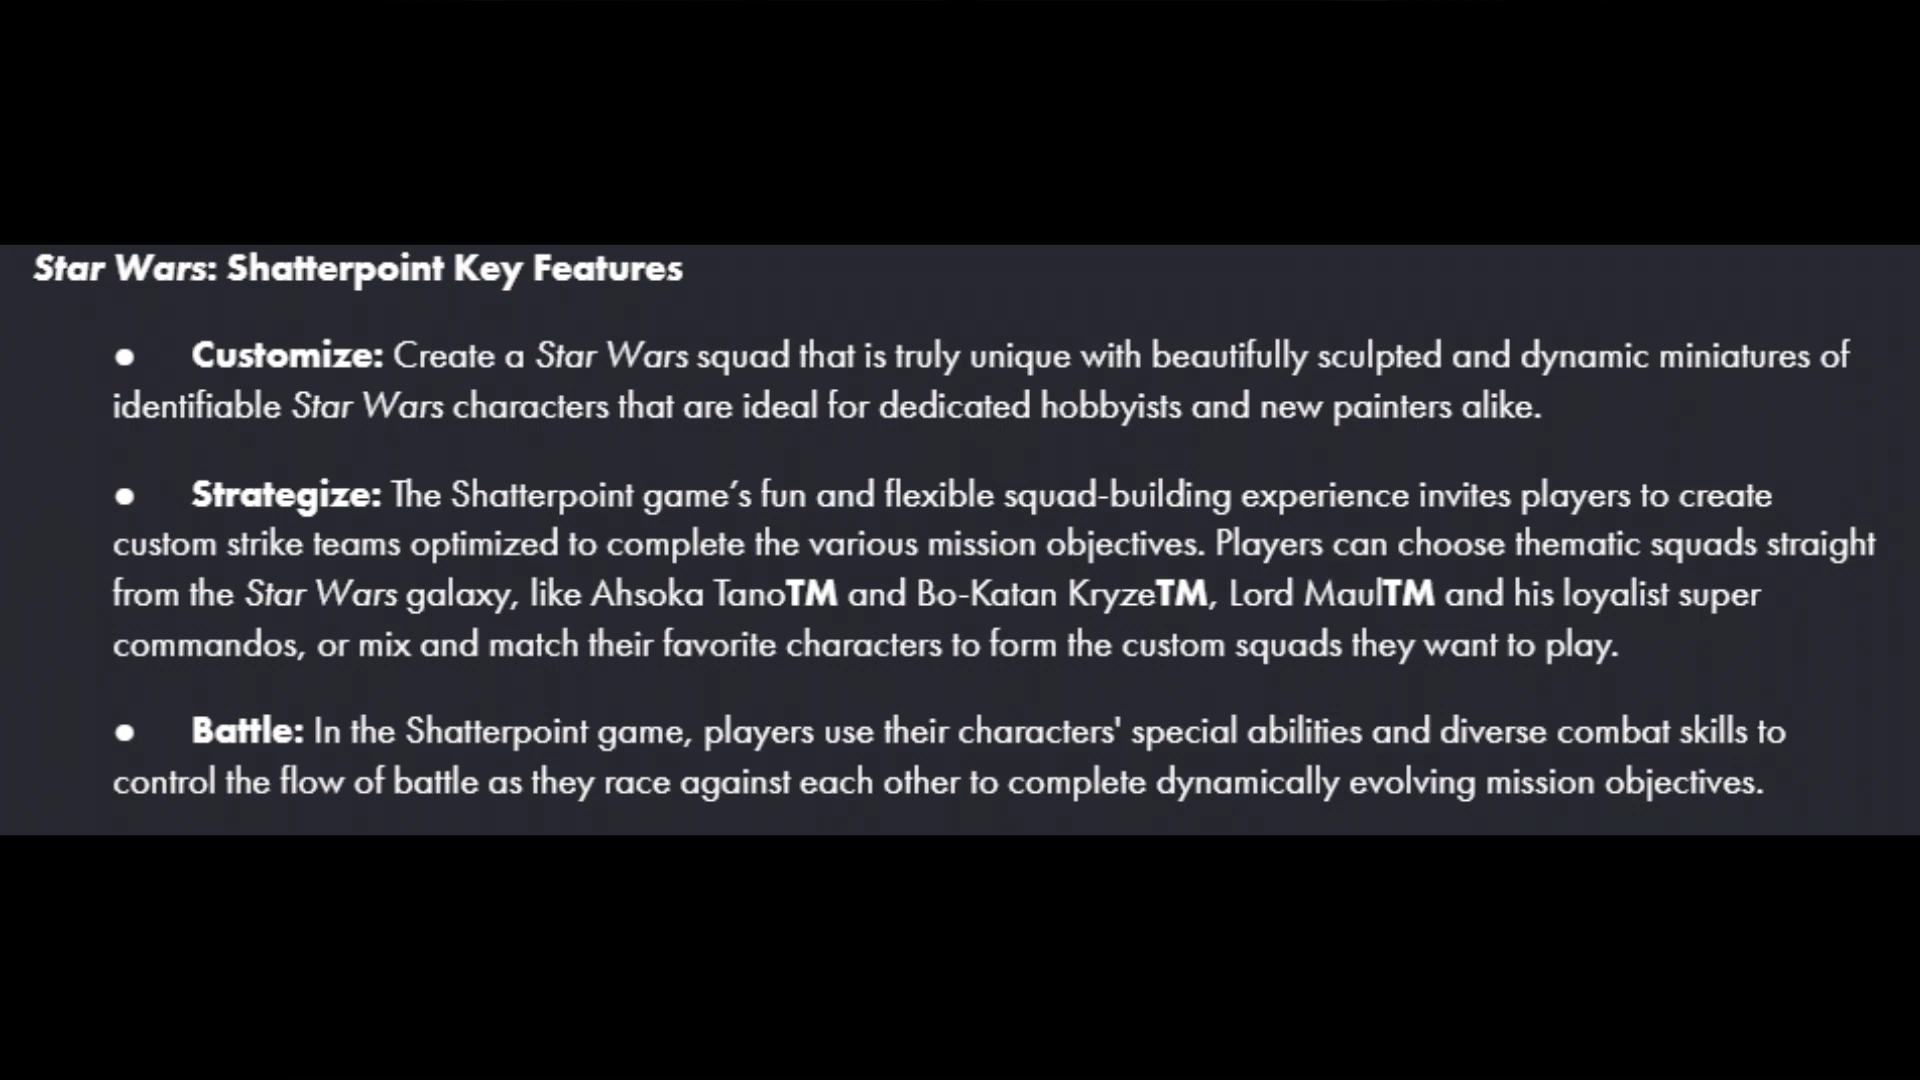 Star Wars: Shatterpoint Key Features
● Customize: Create a Star Wars squad that is truly unique with beautifully sculpted and dynamic miniatures of
identifiable Star Wars characters that are ideal for dedicated hobbyists and new painters alike.
● Strategize: The Shatterpoint game’s fun and flexible squad-building experience invites players to create
custom strike teams optimized to complete the various mission objectives. Players can choose thematic squads straight
from the Star Wars galaxy, like Ahsoka TanoTM and Bo-Katan KryzeTM, Lord MaulTM and his loyalist super
commandos, or mix and match their favorite characters to form the custom squads they want to play.
● Battle: In the Shatterpoint game, players use their characters' special abilities and diverse combat skills to
control the flow of battle as they race against each other to complete dynamically evolving mission objectives.